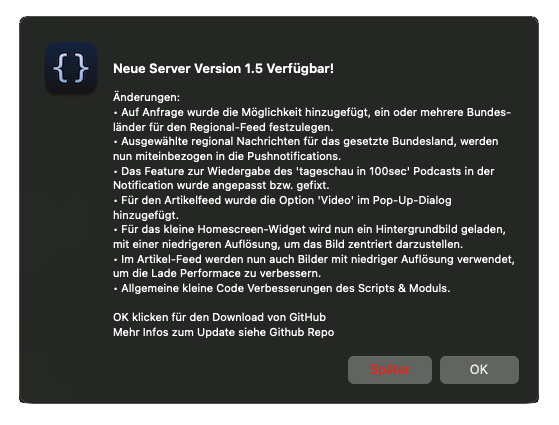 { }
Neue Server Version 1.5 Verfügbar!
Änderungen:
• Auf Anfrage wurde die Möglichkeit hinzugefügt, ein oder mehrere Bundes-
länder für den Regional-Feed festzulegen.
• Ausgewählte regional Nachrichten für das gesetzte Bundesland, werden
nun miteinbezogen in die Pushnotifications.
• Das Feature zur Wiedergabe des 'tageschau in 100sec' Podcasts in der
Notification wurde angepasst bzw. gefixt.
• Für den Artikelfeed wurde die Option 'Video' im Pop-Up-Dialog
hinzugefügt.
• Für das kleine Homescreen-Widget wird nun ein Hintergrundbild geladen,
mit einer niedrigeren Auflösung, um das Bild zentriert darzustellen.
• Im Artikel-Feed werden nun auch Bilder mit niedriger Auflösung verwendet,
um die Lade Performace zu verbessern.
• Allgemeine kleine Code Verbesserungen des Scripts & Moduls.
OK klicken für den Download von GitHub
Mehr Infos zum Update siehe Github Repo
Später OK